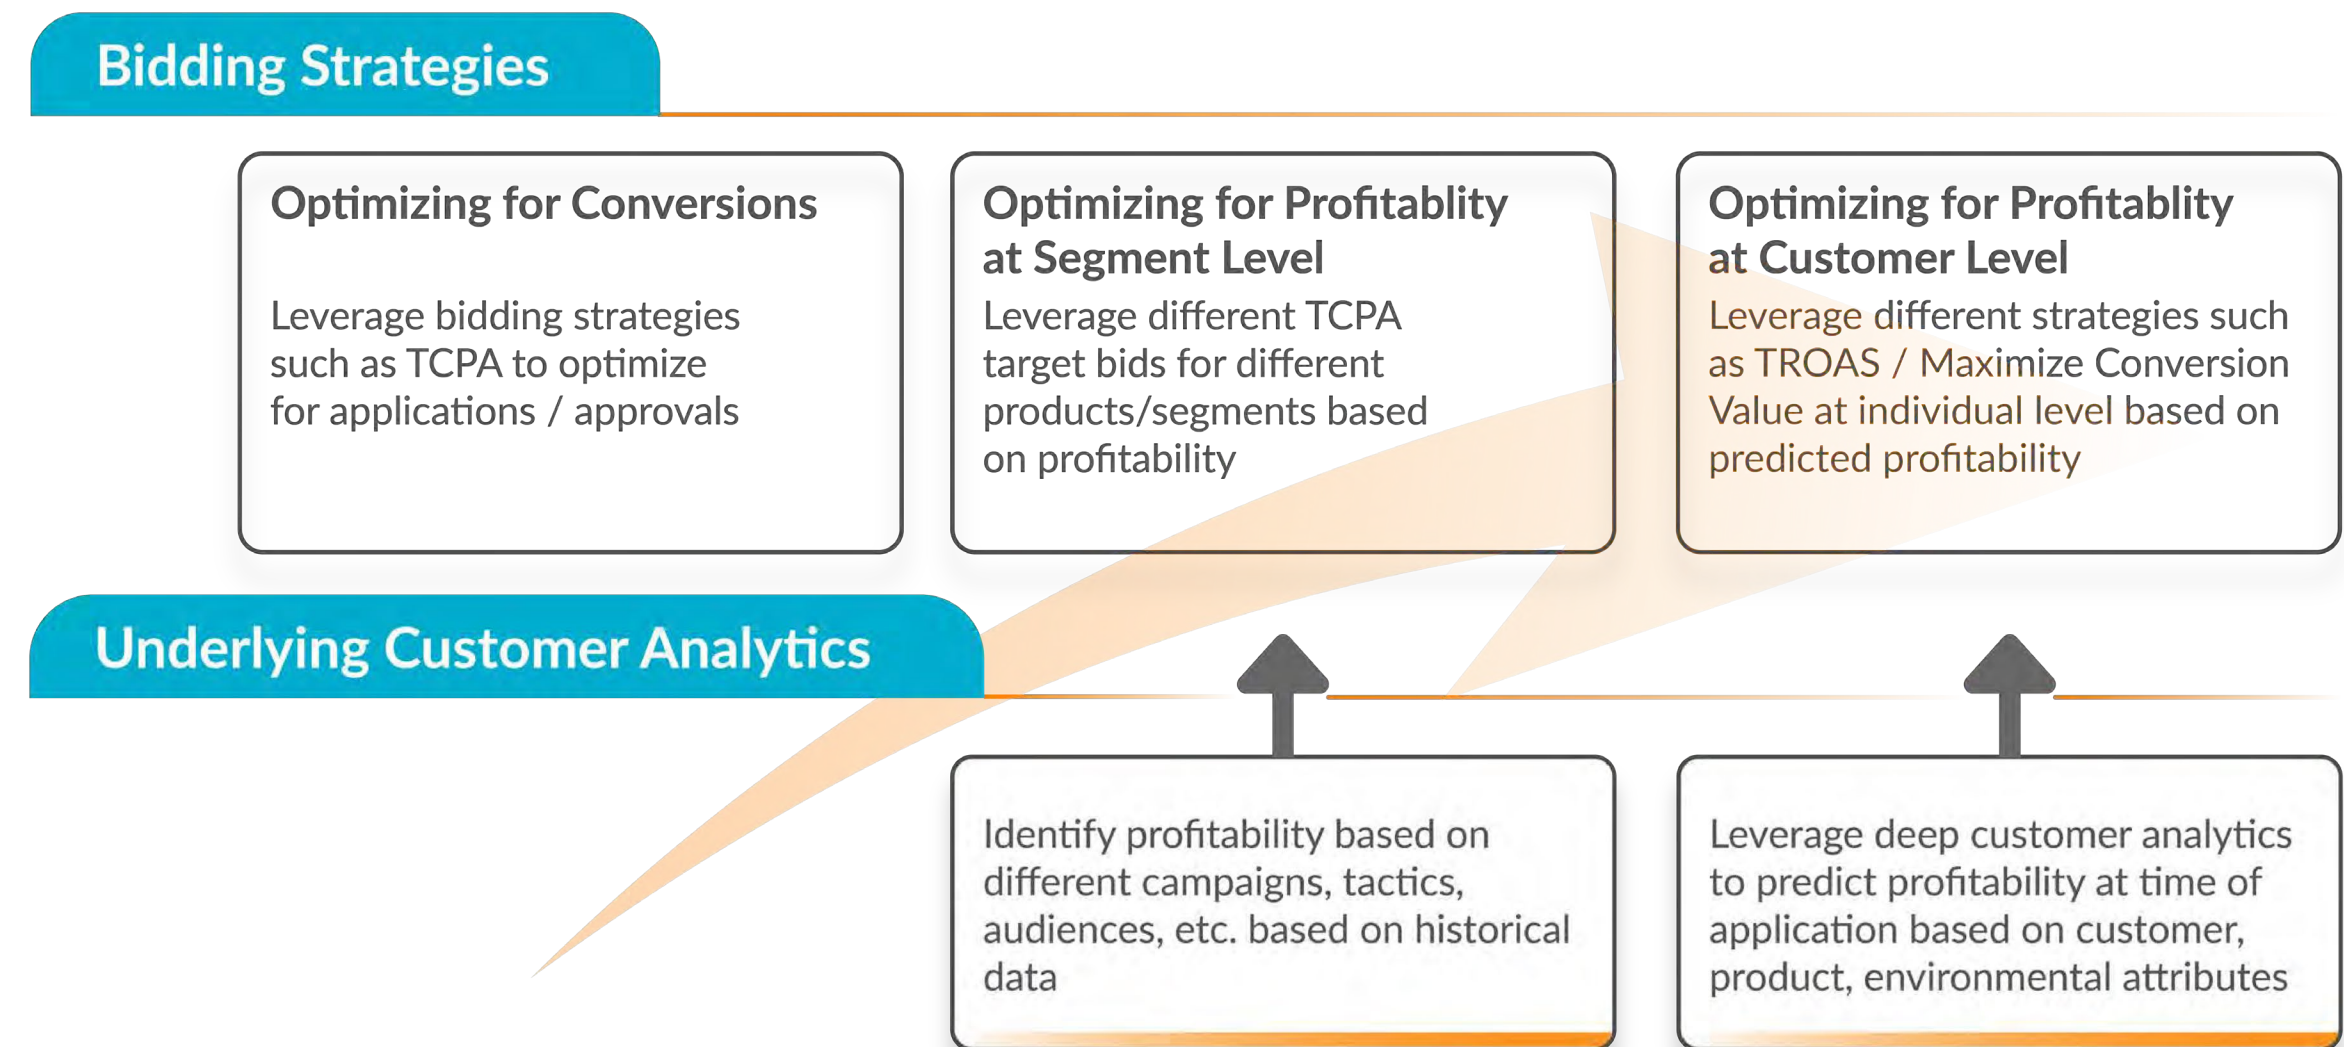 Bidding Strategies
Optimizing for Conversions
Leverage bidding strategies
such as TCPA to optimize
for applications / approvals
Optimizing for Profitablity
at Segment Level
Leverage different TCPA
target bids for different
products/segments based
on profitability
Optimizing for Profitablity
at Customer Level
Leverage different strategies such
as TROAS / Maximize Conversion
Value at individual level based on
predicted profitability
Underlying Customer Analytics
Identify profitability based on
different campaigns, tactics,
audiences, etc. based on historical
data
Leverage deep customer analytics
to predict profitability at time of
application based on customer,
product, environmental attributes